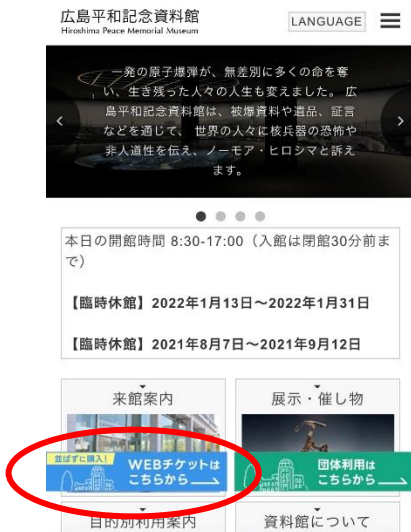 広島平和記念資料館
LANGUAGE
Hiroshima Peace Memorial Museum
一発の原子爆弾が、無差別に多くの命を奪
い、生き残った人々の人生も変えました。 広
島平和記念資料館は、被爆資料や遺品、証言
などを通じて、 世界の人々に核兵器の恐怖や
非人道性を伝え、ノーモア・ヒロシマと訴え
ます。
本日の開館時間 8:30-17:00（入館は閉館30分前ま
で）
【臨時休館】2022年1月13日～2022年1月31日
【臨時休館】2021年8月7日～2021年9月12日
来館案内
展示・催し物
並ばずに購入！
WEBチケットは
こちらから
団体利用は
こちらから
目的別利用案内
資料館について